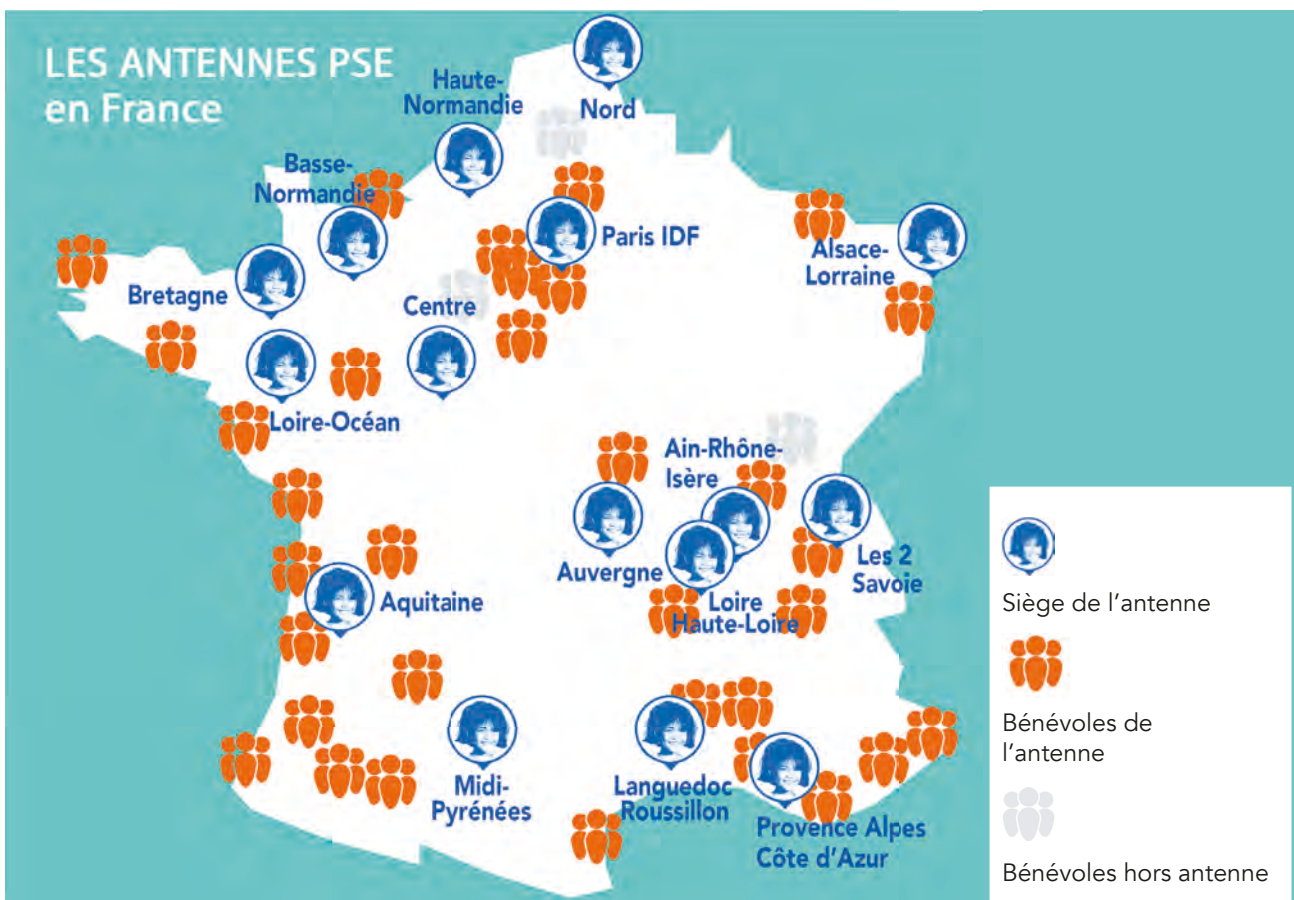 LES ANTENNES PSE
en France
Nord
Haute-
Normandie
Basse-
Normandie
Paris IDF
Alsace-
Lorraine
Bretagne
Centre
Loire-Océan
Ain-Rhône-
Isère
Auvergne
Les 2
Savoie
Loire
Haute-Loire
Aquitaine
Midi-
Pyrénées
Languedoc
Roussillon
Provence Alpes
Côte d'Azur
Siège de l'antenne
Bénévoles de
l'antenne
Bénévoles hors antenne